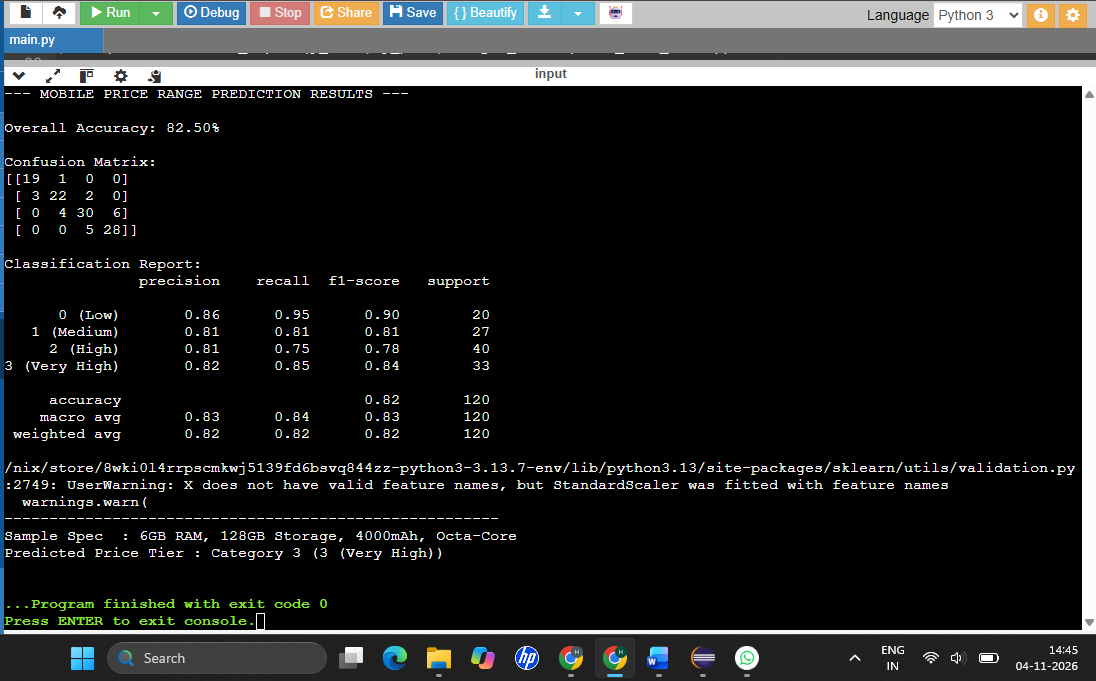 Run Debug Stop Share Save { } Beautify Language Python 3
main.py
input
--- MOBILE PRICE RANGE PREDICTION RESULTS ---
Overall Accuracy: 82.50%
Confusion Matrix:
[[19  1  0  0]
 [ 3 22  2  0]
 [ 0  4 30  6]
 [ 0  0  5 28]]
Classification Report:
precision    recall  f1-score   support
0 (Low)       0.86      0.95      0.90        20
1 (Medium)       0.81      0.81      0.81        27
2 (High)       0.81      0.75      0.78        40
3 (Very High)       0.82      0.85      0.84        33
accuracy                           0.82       120
macro avg       0.83      0.84      0.83       120
weighted avg       0.82      0.82      0.82       120
/nix/store/8wki0l4rrpscmkwj5139fd6bsvq844zz-python3-3.13.7-env/lib/python3.13/site-packages/sklearn/utils/validation.py
:2749: UserWarning: X does not have valid feature names, but StandardScaler was fitted with feature names
warnings.warn(
-------------------------------------------------------
Sample Spec  : 6GB RAM, 128GB Storage, 4000mAh, Octa-Core
Predicted Price Tier : Category 3 (3 (Very High))
...Program finished with exit code 0
Press ENTER to exit console.
Search
ENG
IN
14:45
04-11-2026